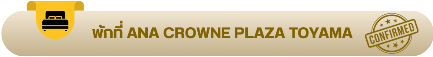 พักที่ ANA CROWNE PLAZA TOYAMA
CONFIRMED